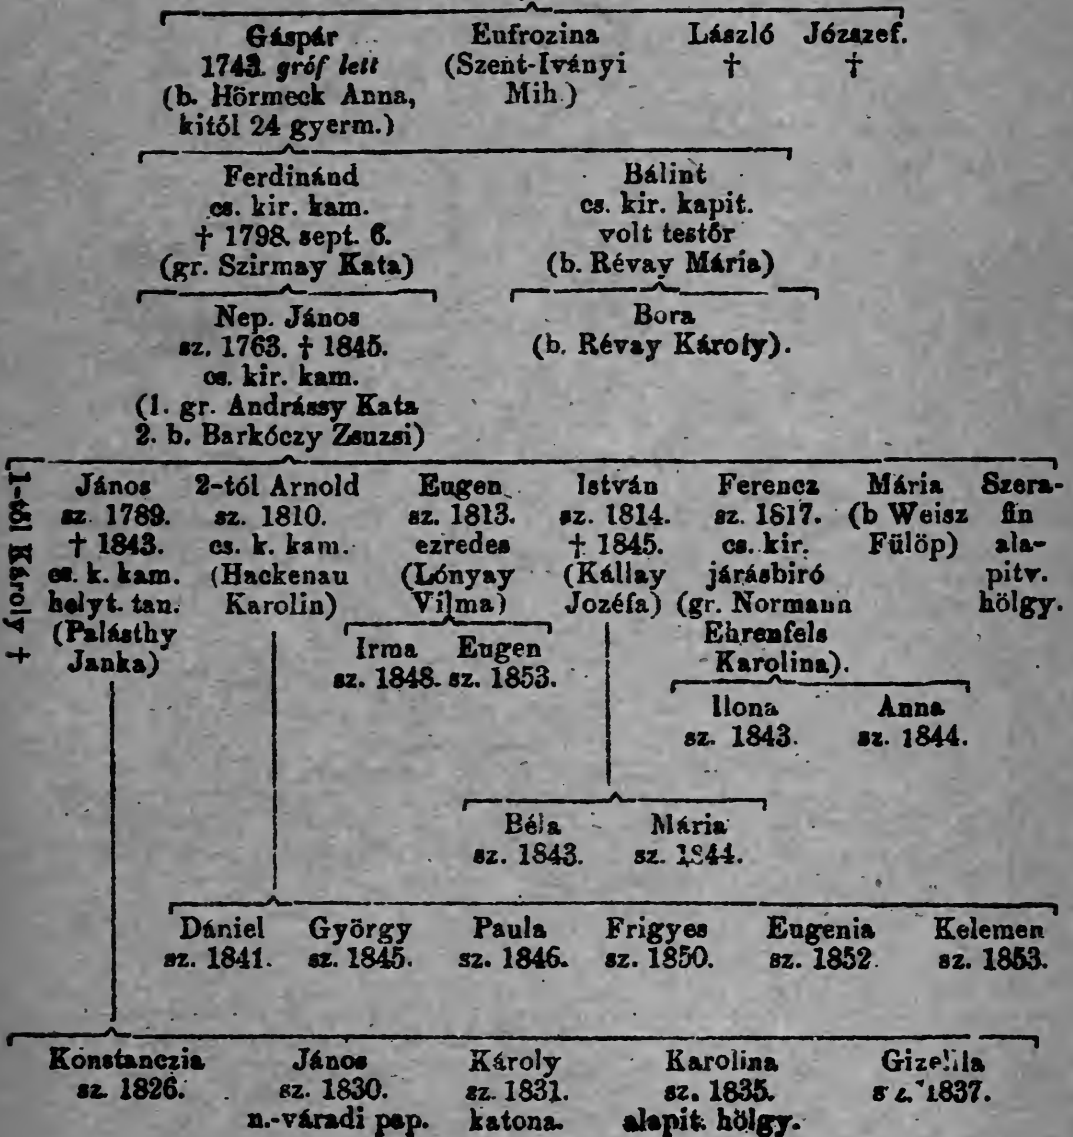 Gáspár Eufrozina László Józszef.
1743. gróf lett (Szent-Iványi † †
(b. Hörmeck Anna, Mih.)
kitől 24 gyerm.)
Ferdinánd Bálint
cs. kir. kam. cs. kir. kapit.
† 1798. sept. 6. volt testőr
(gr. Szirmay Kata) (b. Révay Mária)
Nep. János Bora
sz. 1763. † 1845. (b. Révay Károly).
cs. kir. kam.
(1. gr. Andrássy Kata
2. b. Barkóczy Zsuzsi)
1-től Károly †
János 2-tól Arnold Eugen István Ferencz Mária Szera-
sz. 1789. sz. 1810. sz. 1813. sz. 1814. sz. 1817. (b Weisz fin
† 1843. cs. k. kam. ezredes † 1845. cs. kir. Fülöp) ala-
cs. k. kam. (Hackenau (Lónyay (Kállay járásbiró pitv.
helyt. tan. Karolin) Vilma) Jozéfa) (gr. Normann hölgy.
(Palásthy Ehrenfels
Janka) Karolina).
Irma Eugen
sz. 1848. sz. 1853.
Ilona Anna
sz. 1843. sz. 1844.
Béla Mária
sz. 1843. sz. 1844.
Dániel György Paula Frigyes Eugenia Kelemen
sz. 1841. sz. 1845. sz. 1846. sz. 1850. sz. 1852. sz. 1853.
Konstanczia János Károly Karolina Gizella
sz. 1826. sz. 1830. sz. 1831. sz. 1835. sz. 1837.
n.-váradi pap. katona. alapit. hölgy.